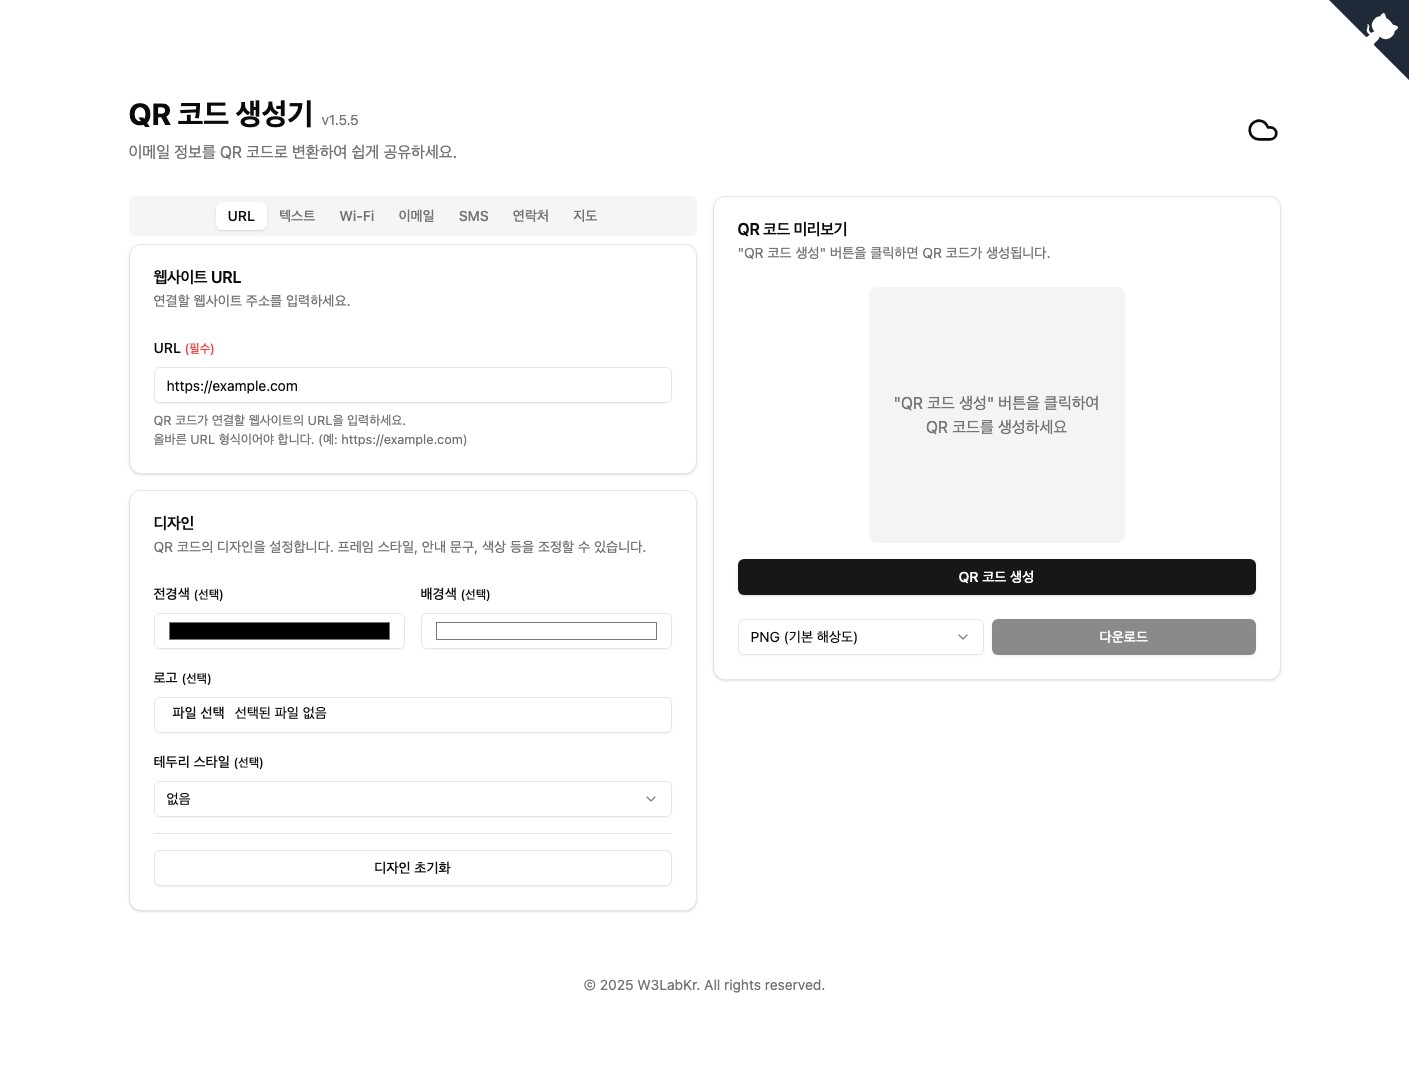 QR 코드 생성기 v1.5.5
이메일 정보를 QR 코드로 변환하여 쉽게 공유하세요.
URL 텍스트 Wi-Fi 이메일 SMS 연락처 지도
웹사이트 URL
연결할 웹사이트 주소를 입력하세요.
URL (필수)
https://example.com
QR 코드가 연결할 웹사이트의 URL을 입력하세요.
올바른 URL 형식이어야 합니다. (예: https://example.com)
디자인
QR 코드의 디자인을 설정합니다. 프레임 스타일, 안내 문구, 색상 등을 조정할 수 있습니다.
전경색 (선택) 배경색 (선택)
로고 (선택)
파일 선택 선택된 파일 없음
테두리 스타일 (선택)
없음
디자인 초기화
QR 코드 미리보기
"QR 코드 생성" 버튼을 클릭하면 QR 코드가 생성됩니다.
"QR 코드 생성" 버튼을 클릭하여
QR 코드를 생성하세요
QR 코드 생성
PNG (기본 해상도) 다운로드
© 2025 W3LabKr. All rights reserved.